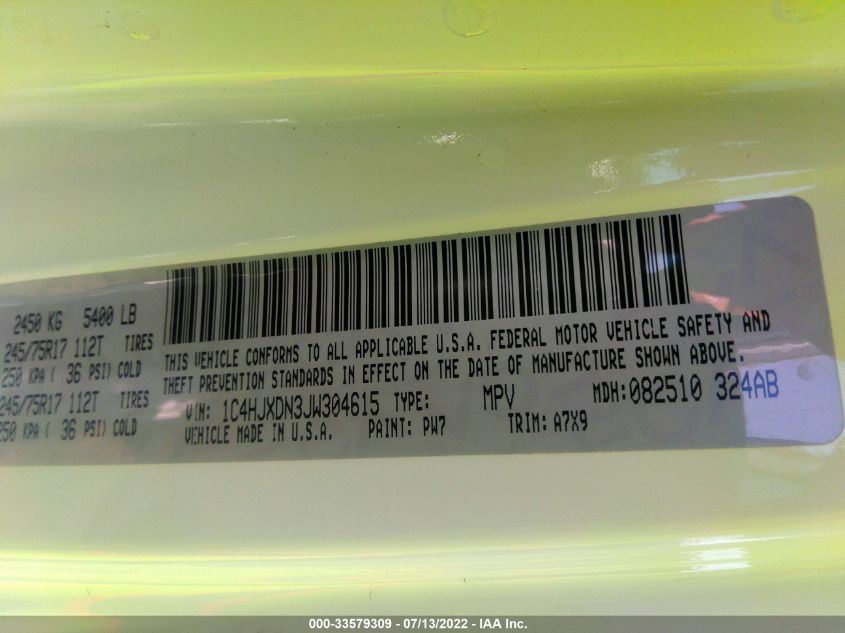 2450 KG 5400 LB
245/75R17 112T TIRES
250 KPA ( 36 PSI) COLD
245/75R17 112T TIRES
250 KPA ( 36 PSI) COLD
THIS VEHICLE CONFORMS TO ALL APPLICABLE U.S.A. FEDERAL MOTOR VEHICLE SAFETY AND
THEFT PREVENTION STANDARDS IN EFFECT ON THE DATE OF MANUFACTURE SHOWN ABOVE.
VIN: 1C4HJXDN3JW304615 TYPE: MPV MDH:082510 324AB
VEHICLE MADE IN U.S.A. PAINT: PW7 TRIM: A7X9
000-33579309 - 07/13/2022 - IAA Inc.